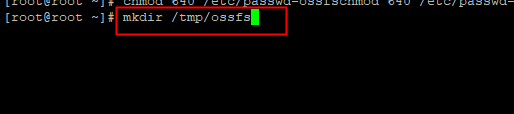 [root@root ~]# chmod 640 /etc/passwd-ossfschmod 640 /etc/passwd-
[root@root ~]# mkdir /tmp/ossfs